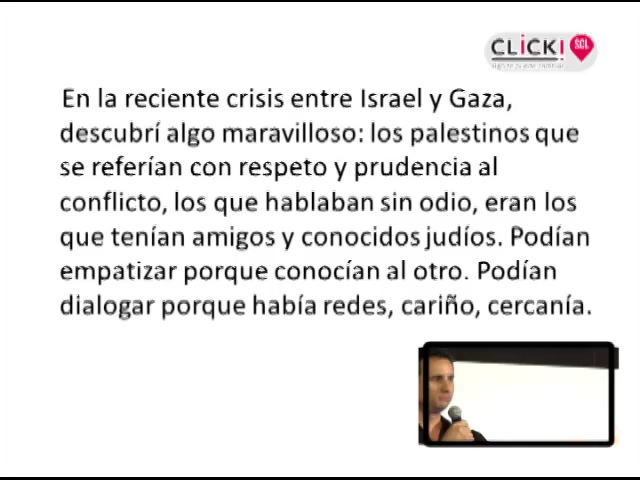 CLiCK! SCL
En la reciente crisis entre Israel y Gaza,
descubrí algo maravilloso: los palestinos que
se referían con respeto y prudencia al
conflicto, los que hablaban sin odio, eran los
que tenían amigos y conocidos judíos. Podían
empatizar porque conocían al otro. Podían
dialogar porque había redes, cariño, cercanía.